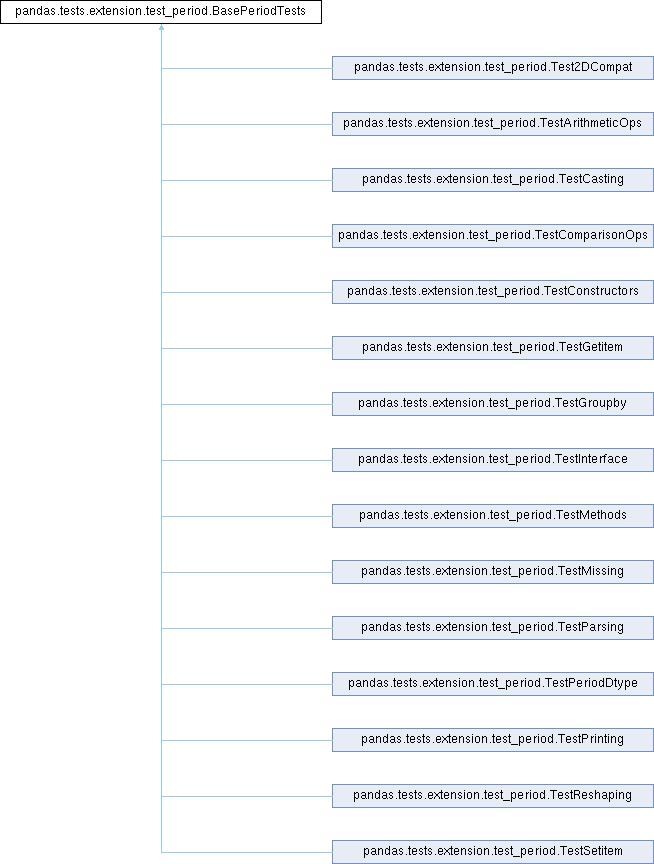 pandas.tests.extension.test_period.BasePeriodTests
pandas.tests.extension.test_period.Test2DCompat
pandas.tests.extension.test_period.TestArithmeticOps
pandas.tests.extension.test_period.TestCasting
pandas.tests.extension.test_period.TestComparisonOps
pandas.tests.extension.test_period.TestConstructors
pandas.tests.extension.test_period.TestGetitem
pandas.tests.extension.test_period.TestGroupby
pandas.tests.extension.test_period.TestInterface
pandas.tests.extension.test_period.TestMethods
pandas.tests.extension.test_period.TestMissing
pandas.tests.extension.test_period.TestParsing
pandas.tests.extension.test_period.TestPeriodDtype
pandas.tests.extension.test_period.TestPrinting
pandas.tests.extension.test_period.TestReshaping
pandas.tests.extension.test_period.TestSetitem